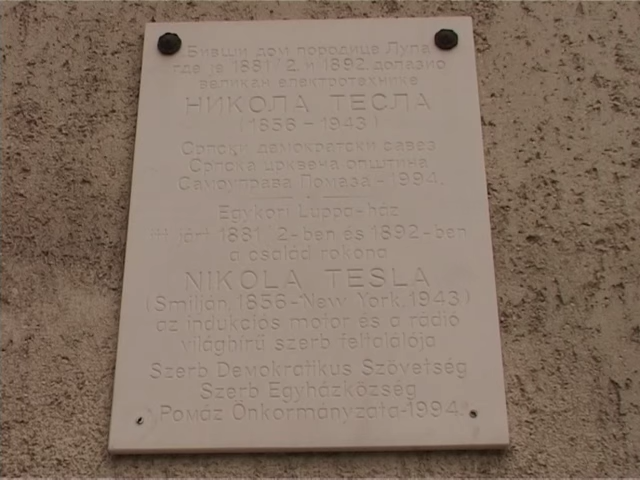 Бивши дом породице Лупа
где је 1881/2. и 1892. долазио
великан електротехнике
НИКОЛА ТЕСЛА
(1856 - 1943)
Српски демократски савез
Српска црквена општина
Самоуправа Помаза - 1994.
Egykori Luppa-ház
itt járt 1881/2-ben és 1892-ben
a család rokona
NIKOLA TESLA
(Smilján, 1856-New York, 1943)
az indukciós motor és a rádio
világhirű szerb feltalálója
Szerb Demokratikus Szövetség
Szerb Egyházközség
Pomáz Önkormányzata-1994.